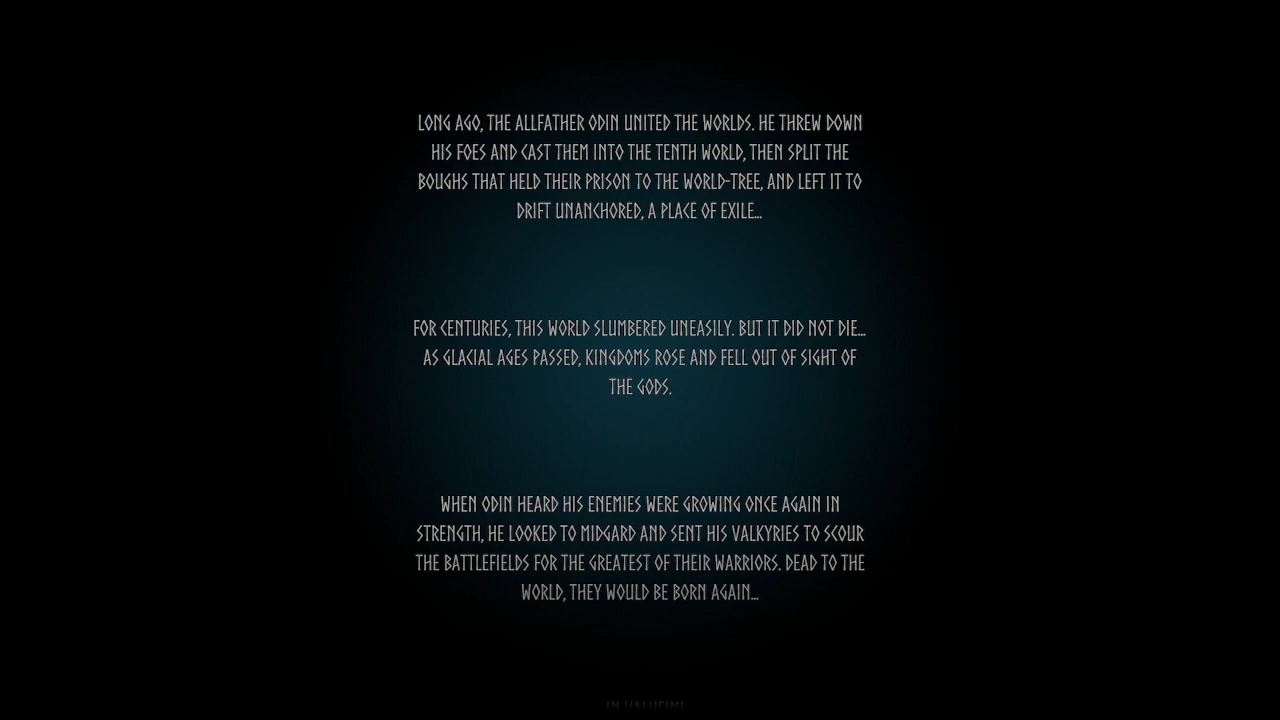 LONG AGO, THE ALLFATHER ODIN UNITED THE WORLDS. HE THREW DOWN
HIS FOES AND CAST THEM INTO THE TENTH WORLD, THEN SPLIT THE
BOUGHS THAT HELD THEIR PRISON TO THE WORLD-TREE, AND LEFT IT TO
DRIFT UNANCHORED, A PLACE OF EXILE...
FOR CENTURIES, THIS WORLD SLUMBERED UNEASILY. BUT IT DID NOT DIE...
AS GLACIAL AGES PASSED, KINGDOMS ROSE AND FELL OUT OF SIGHT OF
THE GODS.
WHEN ODIN HEARD HIS ENEMIES WERE GROWING ONCE AGAIN IN
STRENGTH, HE LOOKED TO MIDGARD AND SENT HIS VALKYRIES TO SCOUR
THE BATTLEFIELDS FOR THE GREATEST OF THEIR WARRIORS. DEAD TO THE
WORLD, THEY WOULD BE BORN AGAIN...